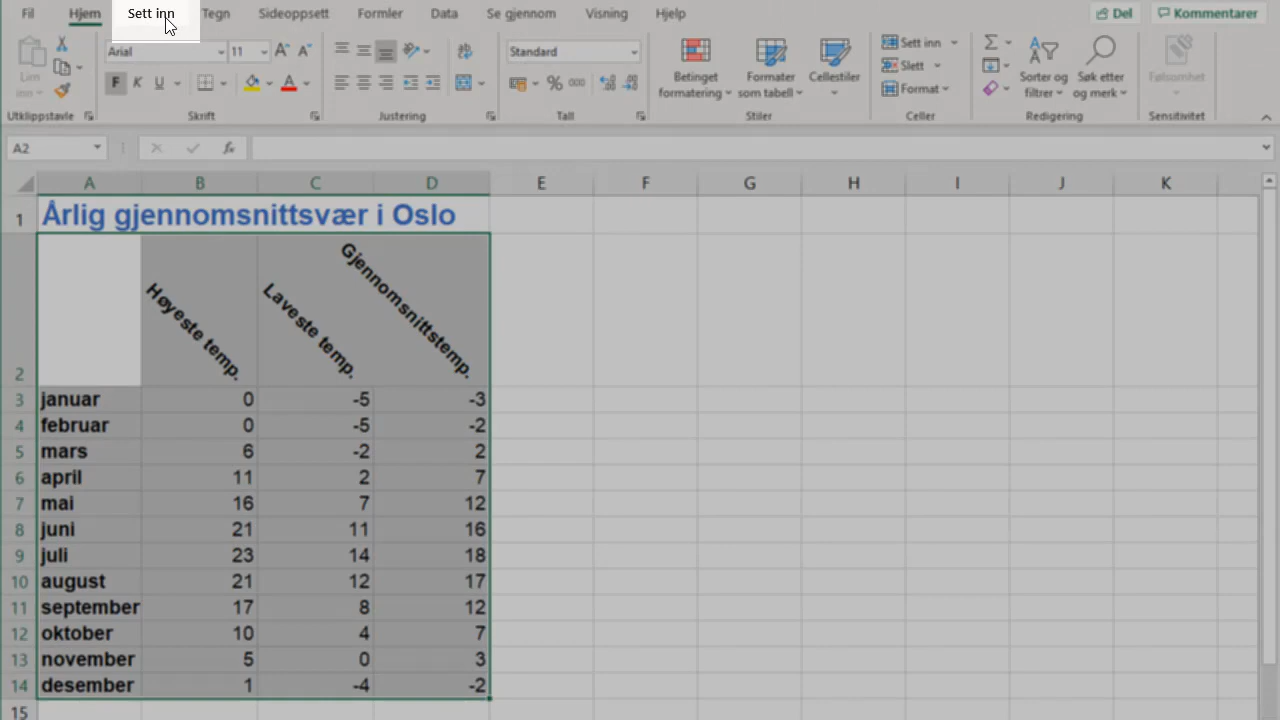 Fil Hjem Sett inn Tegn Sideoppsett Formler Data Se gjennom Visning Hjelp Del Kommentarer
Lim inn
Arial 11 A A
F K U A
Standard
% 000
Betinget formatering
Formater som tabell
Cellestiler
Sett inn
Slett
Format
Sorter og filtrer
Søk etter og merk
Følsomhet
Utklippstavle Skrift Justering Tall Stiler Celler Redigering Sensitivitet
A2 fx
A B C D E F G H I J K
1 Årlig gjennomsnittsvær i Oslo
2 Høyeste temp. Laveste temp. Gjennomsnittstemp.
3 januar 0 -5 -3
4 februar 0 -5 -2
5 mars 6 -2 2
6 april 11 2 7
7 mai 16 7 12
8 juni 21 11 16
9 juli 23 14 18
10 august 21 12 17
11 september 17 8 12
12 oktober 10 4 7
13 november 5 0 3
14 desember 1 -4 -2
15